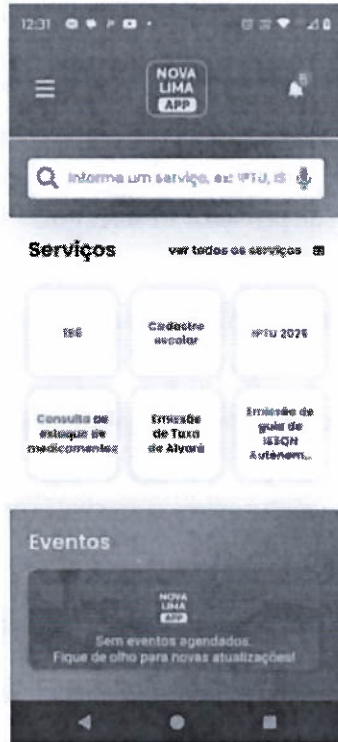 12:31
NOVA
LIMA
APP
Informe um serviço, ex: IPTU, IS
Serviços
ver todos os serviços
156
Cadastro
escolar
IPTU 2025
Consulta de
estoque de
medicamentos
Emissão
de Taxa
de Alvará
Emissão de
guia de
ISSQN
Autônom...
Eventos
NOVA
LIMA
APP
Sem eventos agendados.
Fique de olho para novas atualizações!